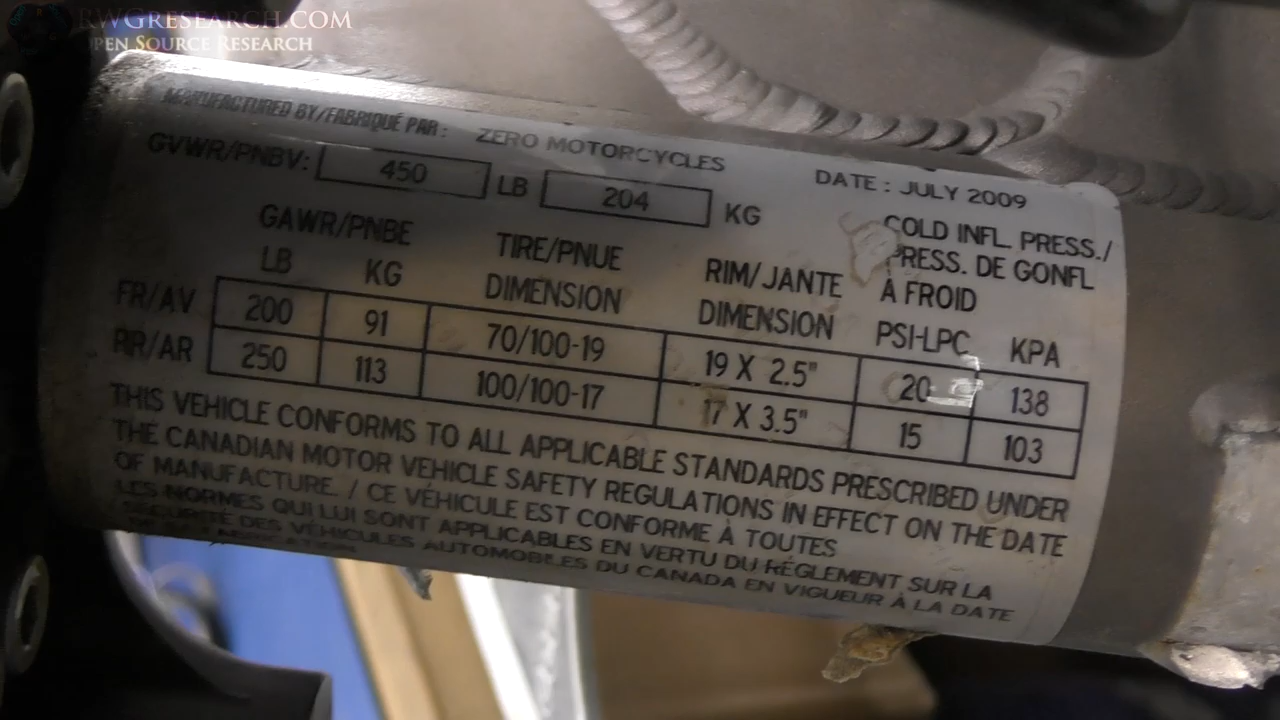 RWGRESEARCH.COM
OPEN SOURCE RESEARCH
MANUFACTURED BY/FABRIQUÉ PAR: ZERO MOTORCYCLES
DATE: JULY 2009
GVWR/PNBV: 450 LB 204 KG
GAWR/PNBE TIRE/PNUE RIM/JANTE COLD INFL. PRESS./
LB KG DIMENSION DIMENSION PRESS. DE GONFL
À FROID
PSI-LPC KPA
FR/AV 200 91 70/100-19 19 X 2.5" 20 138
RR/AR 250 113 100/100-17 17 X 3.5" 15 103
THIS VEHICLE CONFORMS TO ALL APPLICABLE STANDARDS PRESCRIBED UNDER
THE CANADIAN MOTOR VEHICLE SAFETY REGULATIONS IN EFFECT ON THE DATE
OF MANUFACTURE. / CE VÉHICULE EST CONFORME À TOUTES
LES NORMES QUI LUI SONT APPLICABLES EN VERTU DU RÉGLEMENT SUR LA
SÉCURITÉ DES VÉHICULES AUTOMOBILES DU CANADA EN VIGUEUR À LA DATE